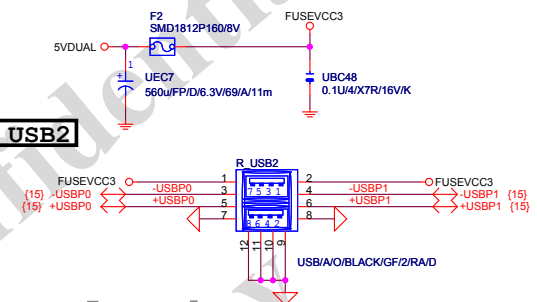 F2
SMD1812P160/8V
FUSEVCC3
5VDUAL
1
+
UEC7
560u/FP/D/6.3V/69/A/11m
UBC48
0.1U/4/X7R/16V/K
USB2
R_USB2
FUSEVCC3 1 2 FUSEVCC3
{15} -USBP0 -USBP0 3 7 5 3 1 4 -USBP1 -USBP1 {15}
{15} +USBP0 +USBP0 5 6 +USBP1 +USBP1 {15}
7 8 6 4 2 8
12 11 10 9
USB/A/O/BLACK/GF/2/RA/D